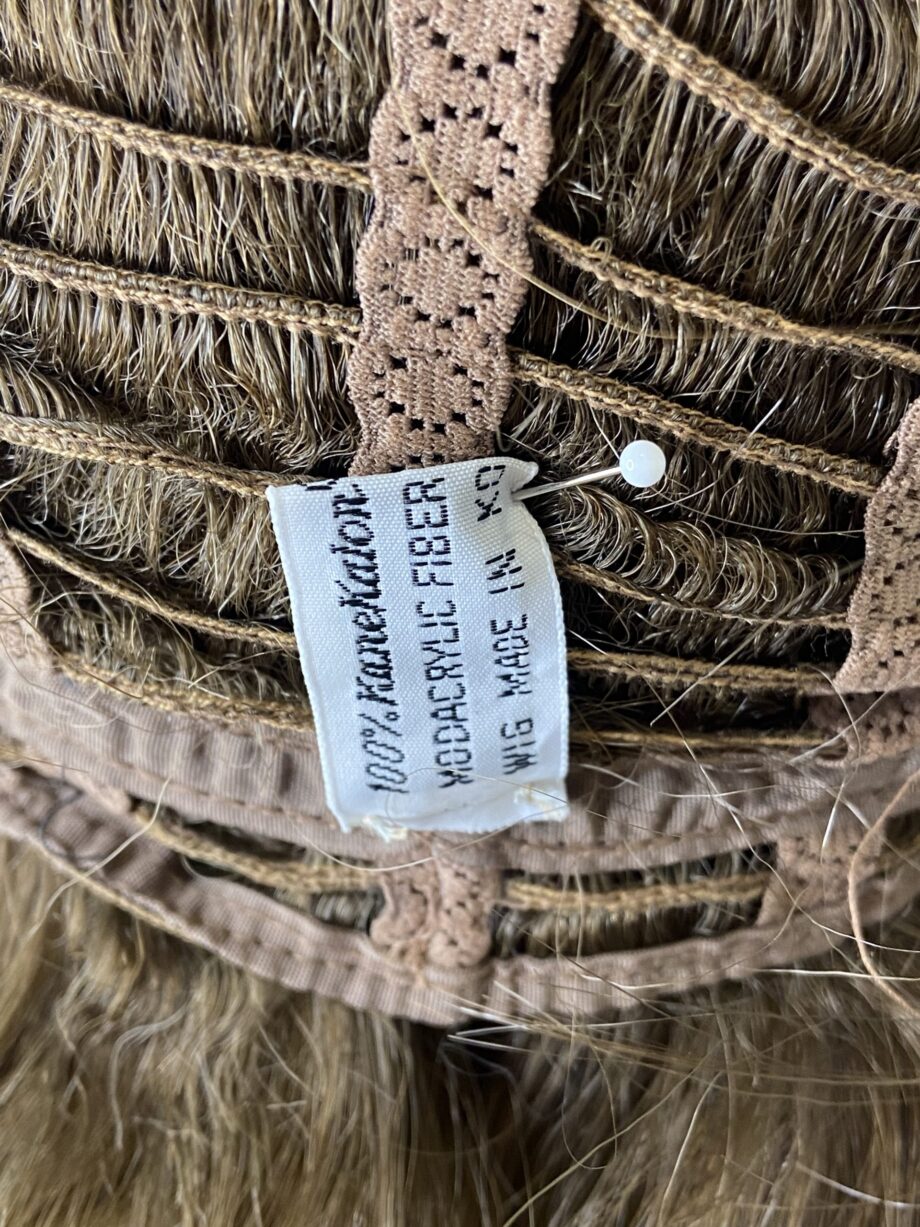 100% Kanekalon
MODACRYLIC FIBER
WIG MADE IN KO